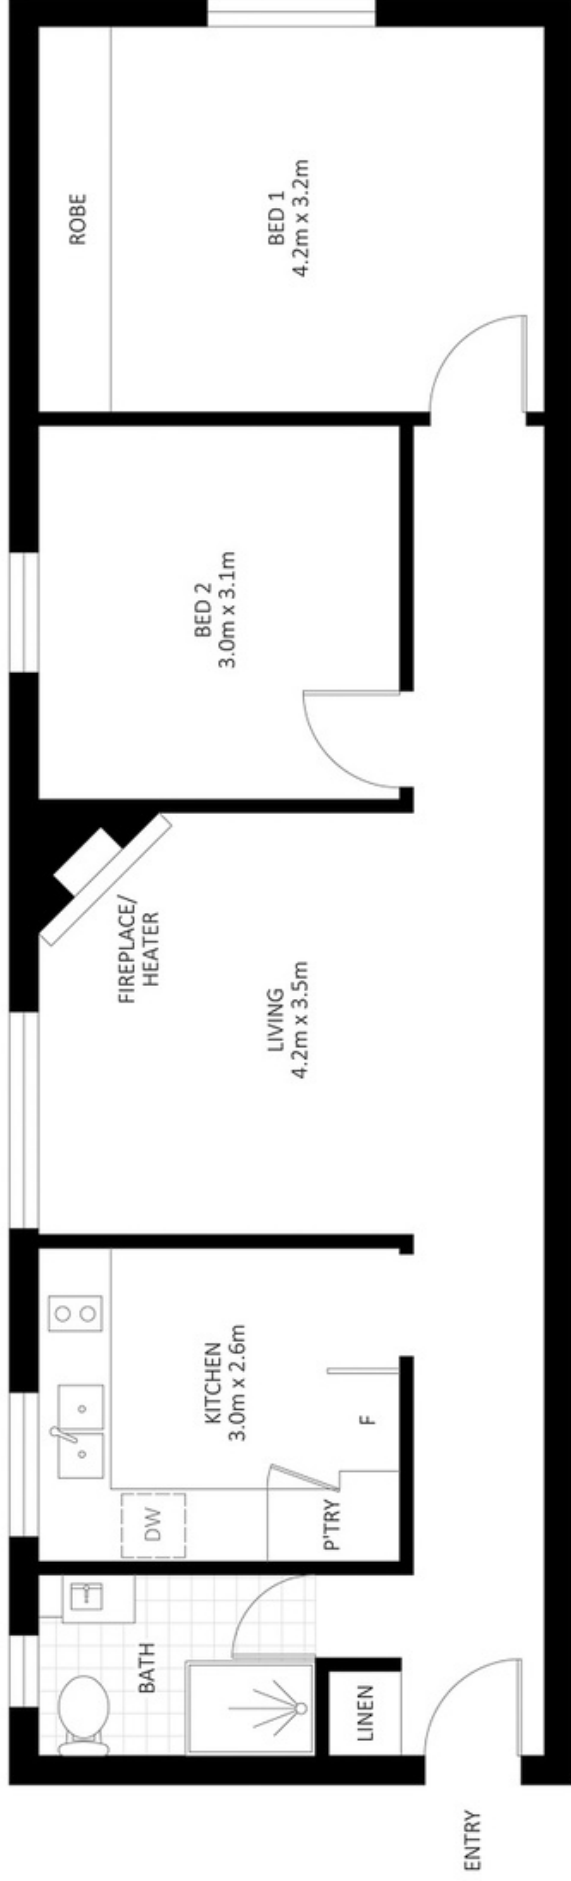 ROBE
BED 1
4.2m x 3.2m
BED 2
3.0m x 3.1m
FIREPLACE/
HEATER
LIVING
4.2m x 3.5m
KITCHEN
3.0m x 2.6m
F
P'TRY
DW
BATH
LINEN
ENTRY